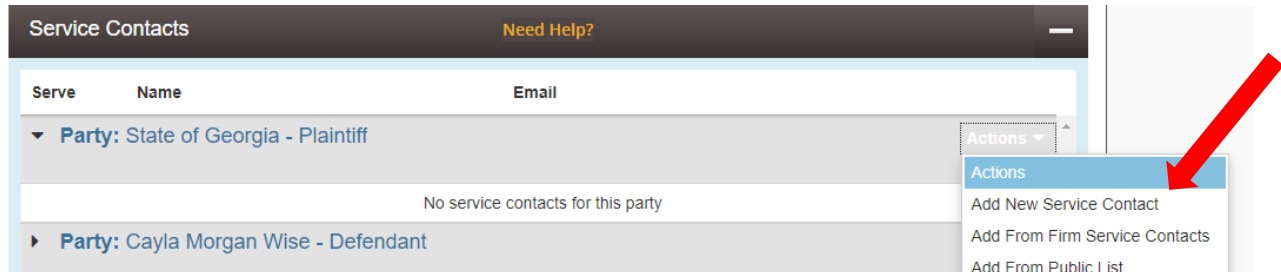 Service Contacts Need Help?
Serve Name Email
Party: State of Georgia - Plaintiff Actions
Actions
No service contacts for this party
Add New Service Contact
Party: Cayla Morgan Wise - Defendant
Add From Firm Service Contacts
Add From Public List